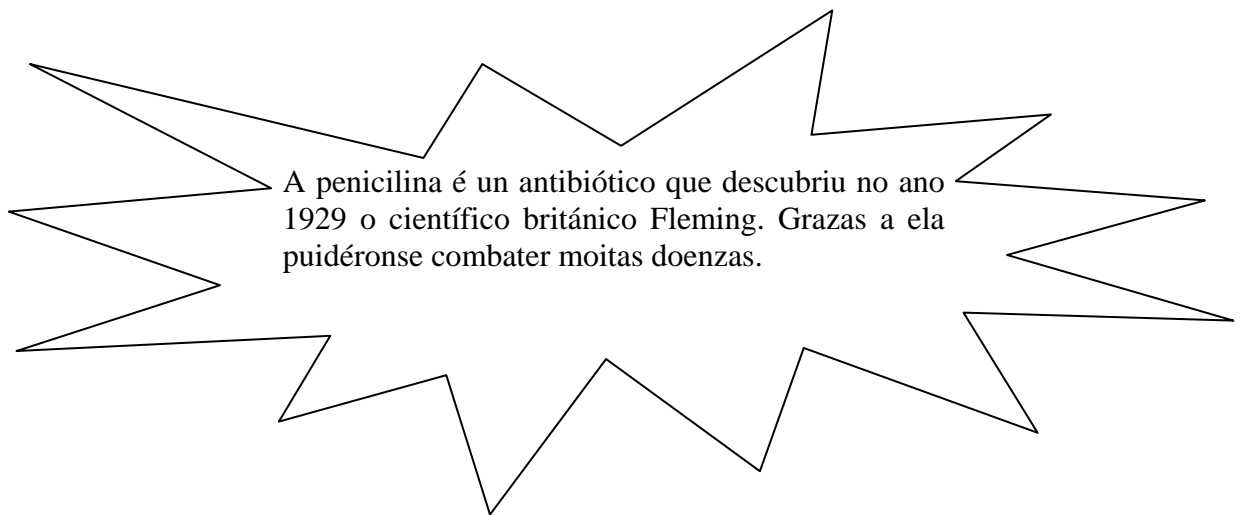 A penicilina é un antibiótico que descubriu no ano
1929 o científico británico Fleming. Grazas a ela
puidéronse combater moitas doenzas.